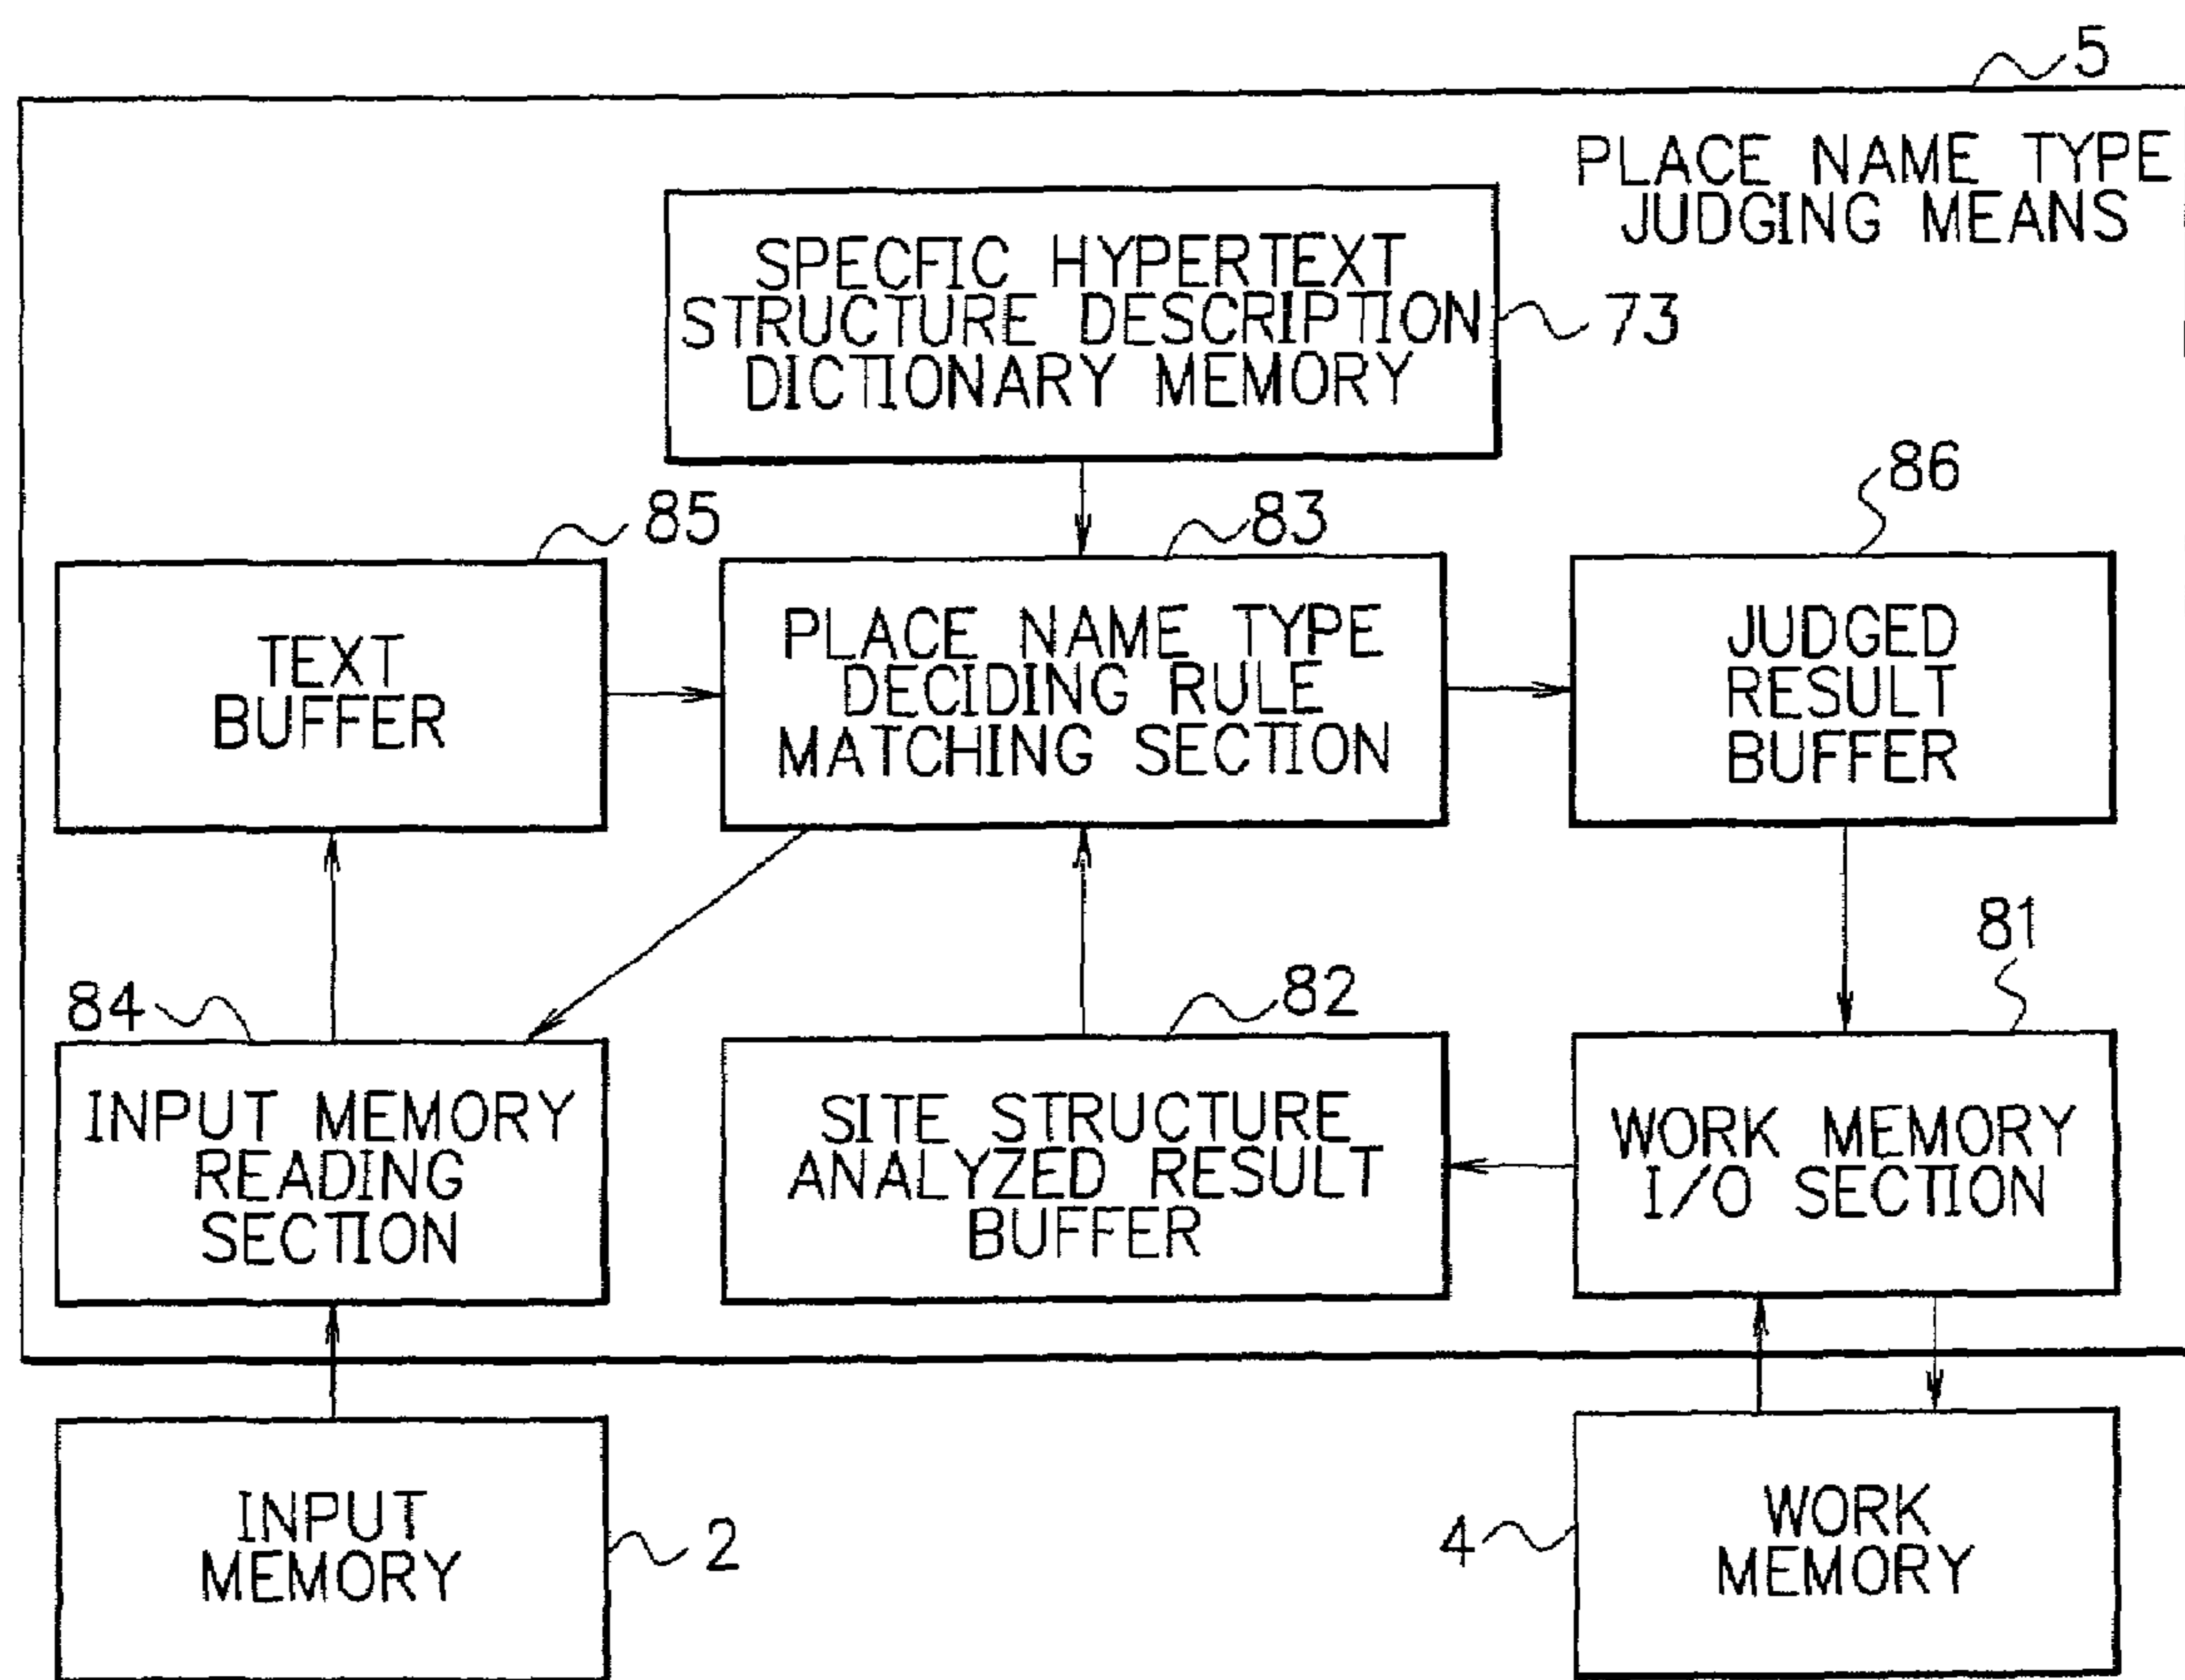 5
PLACE NAME TYPE
JUDGING MEANS
SPECFIC HYPERTEXT
STRUCTURE DESCRIPTION
DICTIONARY MEMORY
73
85
83
86
TEXT
BUFFER
PLACE NAME TYPE
DECIDING RULE
MATCHING SECTION
JUDGED
RESULT
BUFFER
84
82
81
INPUT MEMORY
READING
SECTION
SITE STRUCTURE
ANALYZED RESULT
BUFFER
WORK MEMORY
I/O SECTION
INPUT
MEMORY
2
4
WORK
MEMORY